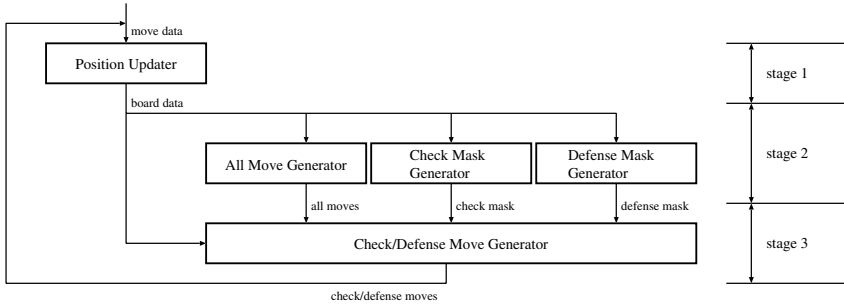 move data
Position Updater
stage 1
board data
All Move Generator
Check Mask
Generator
Defense Mask
Generator
stage 2
all moves
check mask
defense mask
Check/Defense Move Generator
stage 3
check/defense moves